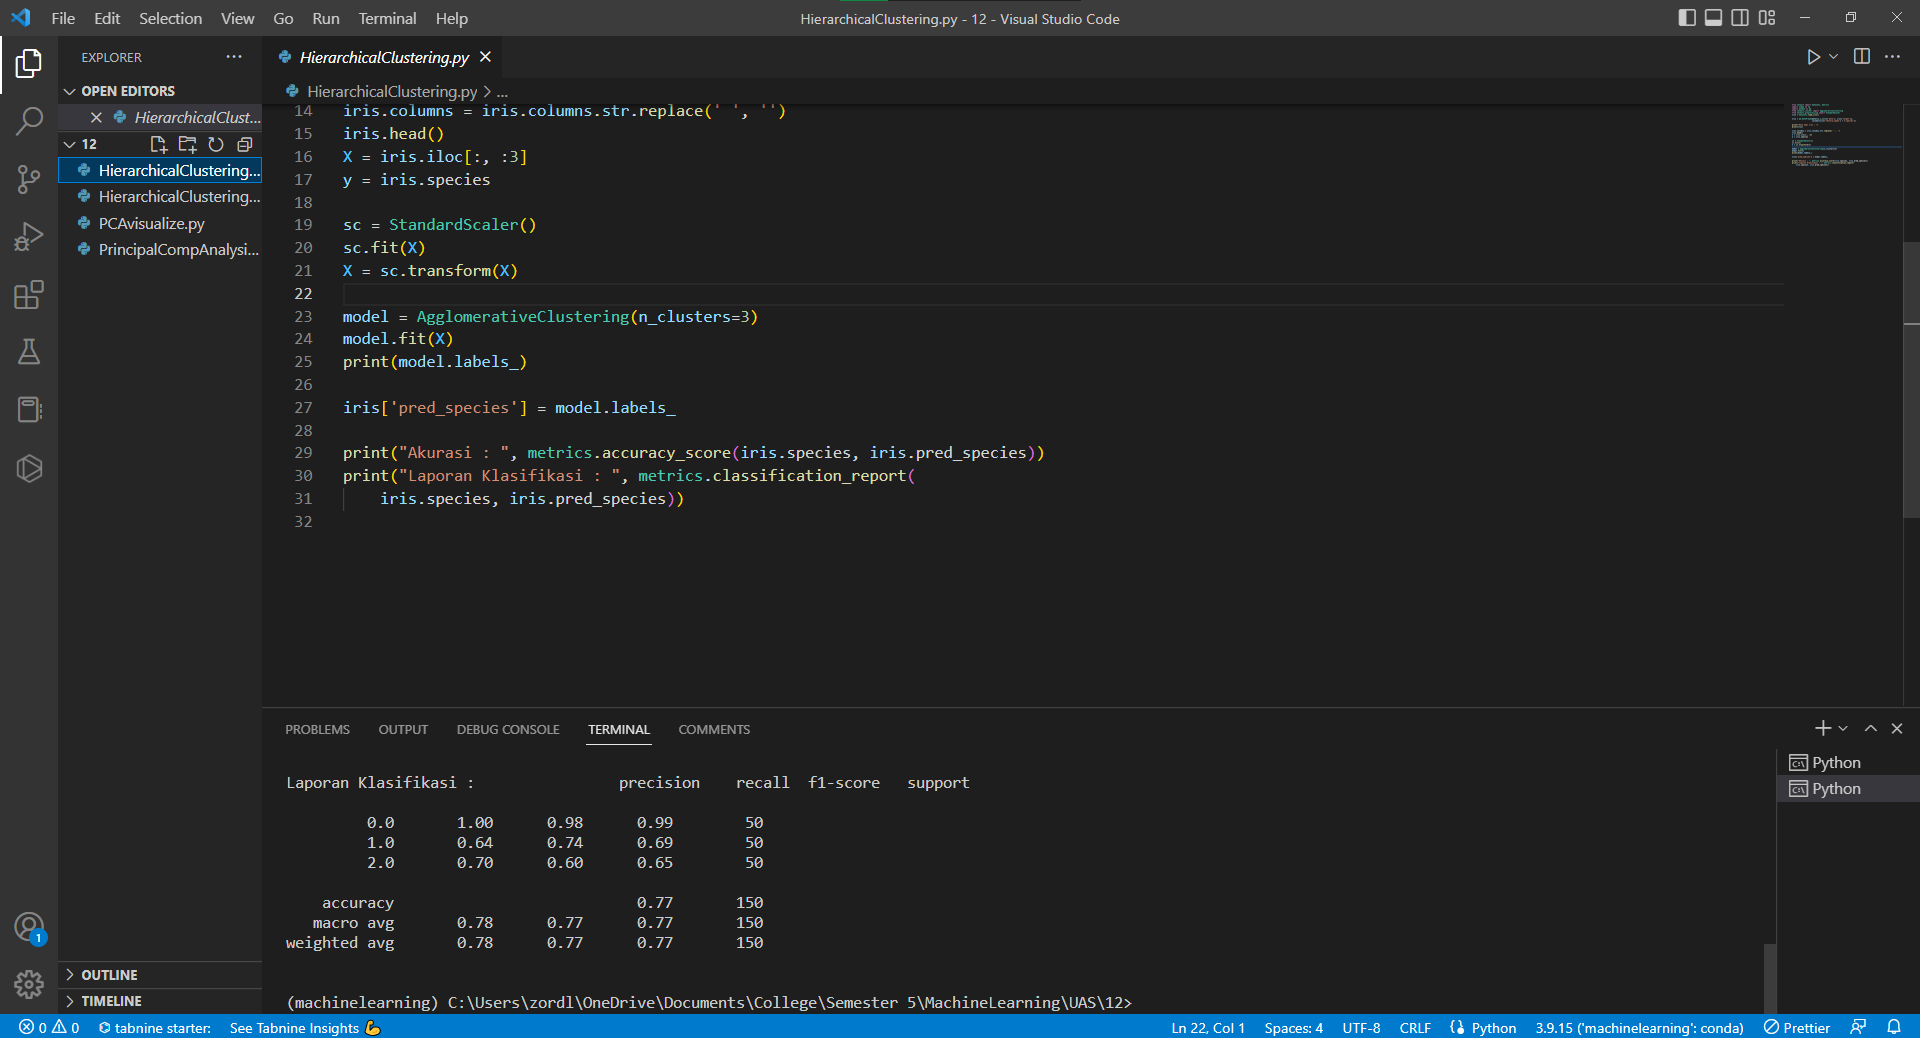 File Edit Selection View Go Run Terminal Help
HierarchicalClustering.py - 12 - Visual Studio Code
EXPLORER
OPEN EDITORS
HierarchicalClust...
12
HierarchicalClustering...
HierarchicalClustering...
PCAvisualize.py
PrincipalCompAnalysi...
OUTLINE
TIMELINE
1
HierarchicalClustering.py
HierarchicalClustering.py > ...
14 iris.columns = iris.columns.str.replace(' ', '')
15 iris.head()
16 X = iris.iloc[:, :3]
17 y = iris.species
18
19 sc = StandardScaler()
20 sc.fit(X)
21 X = sc.transform(X)
22
23 model = AgglomerativeClustering(n_clusters=3)
24 model.fit(X)
25 print(model.labels_)
26
27 iris['pred_species'] = model.labels_
28
29 print("Akurasi : ", metrics.accuracy_score(iris.species, iris.pred_species))
30 print("Laporan Klasifikasi : ", metrics.classification_report(
31 iris.species, iris.pred_species))
32
PROBLEMS OUTPUT DEBUG CONSOLE TERMINAL COMMENTS
Laporan Klasifikasi : precision recall f1-score support
0.0 1.00 0.98 0.99 50
1.0 0.64 0.74 0.69 50
2.0 0.70 0.60 0.65 50
accuracy 0.77 150
macro avg 0.78 0.77 0.77 150
weighted avg 0.78 0.77 0.77 150
(machinelearning) C:\Users\zordl\OneDrive\Documents\College\Semester 5\MachineLearning\UAS\12>
Python
Python
0 0 tabnine starter: See Tabnine Insights 💪
Ln 22, Col 1 Spaces: 4 UTF-8 CRLF Python 3.9.15 ('machinelearning': conda) Prettier